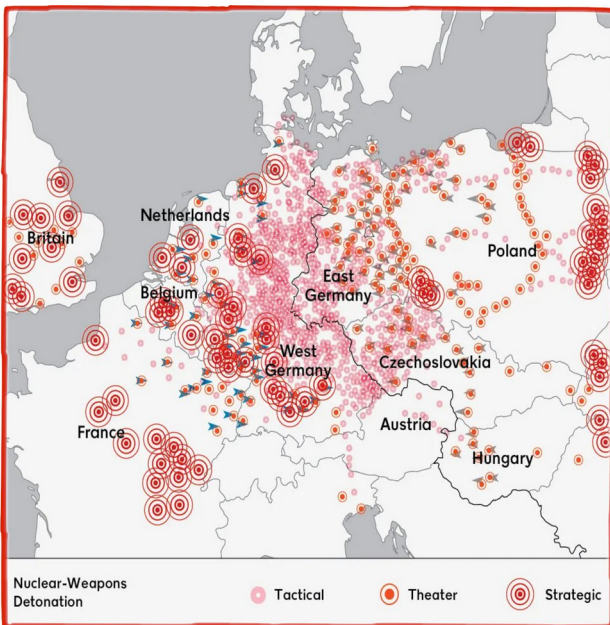 Netherlands
Britain
Belgium
East
Germany
Poland
West
Germany
Czechoslovakia
France
Austria
Hungary
Nuclear-Weapons
Detonation
Tactical
Theater
Strategic